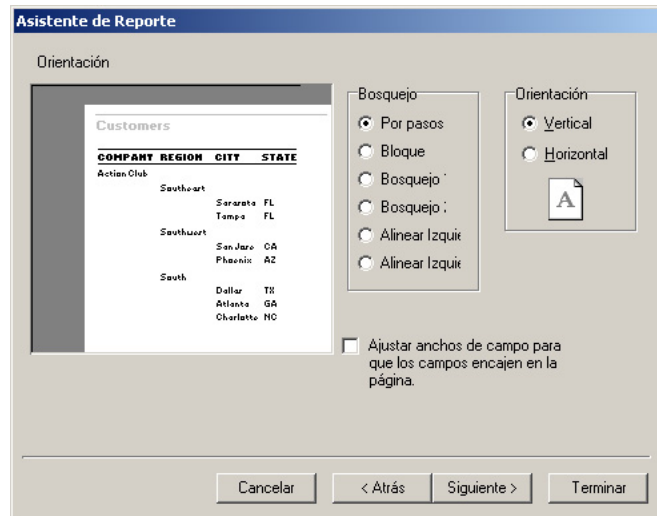 Asistente de Reporte
Orientación
Customers
COMPANY REGION CITY STATE
Action Club
Southeast
Sarasota FL
Tampa FL
Southwest
San Jose CA
Phoenix AZ
South
Dallas TX
Atlanta GA
Charlotte NC
Bosquejo
Por pasos
Bloque
Bosquejo
Bosquejo
Alinear Izquie
Alinear Izquie
Orientación
Vertical
Horizontal
A
Ajustar anchos de campo para
que los campos encajen en la
página.
Cancelar
< Atrás
Siguiente >
Terminar